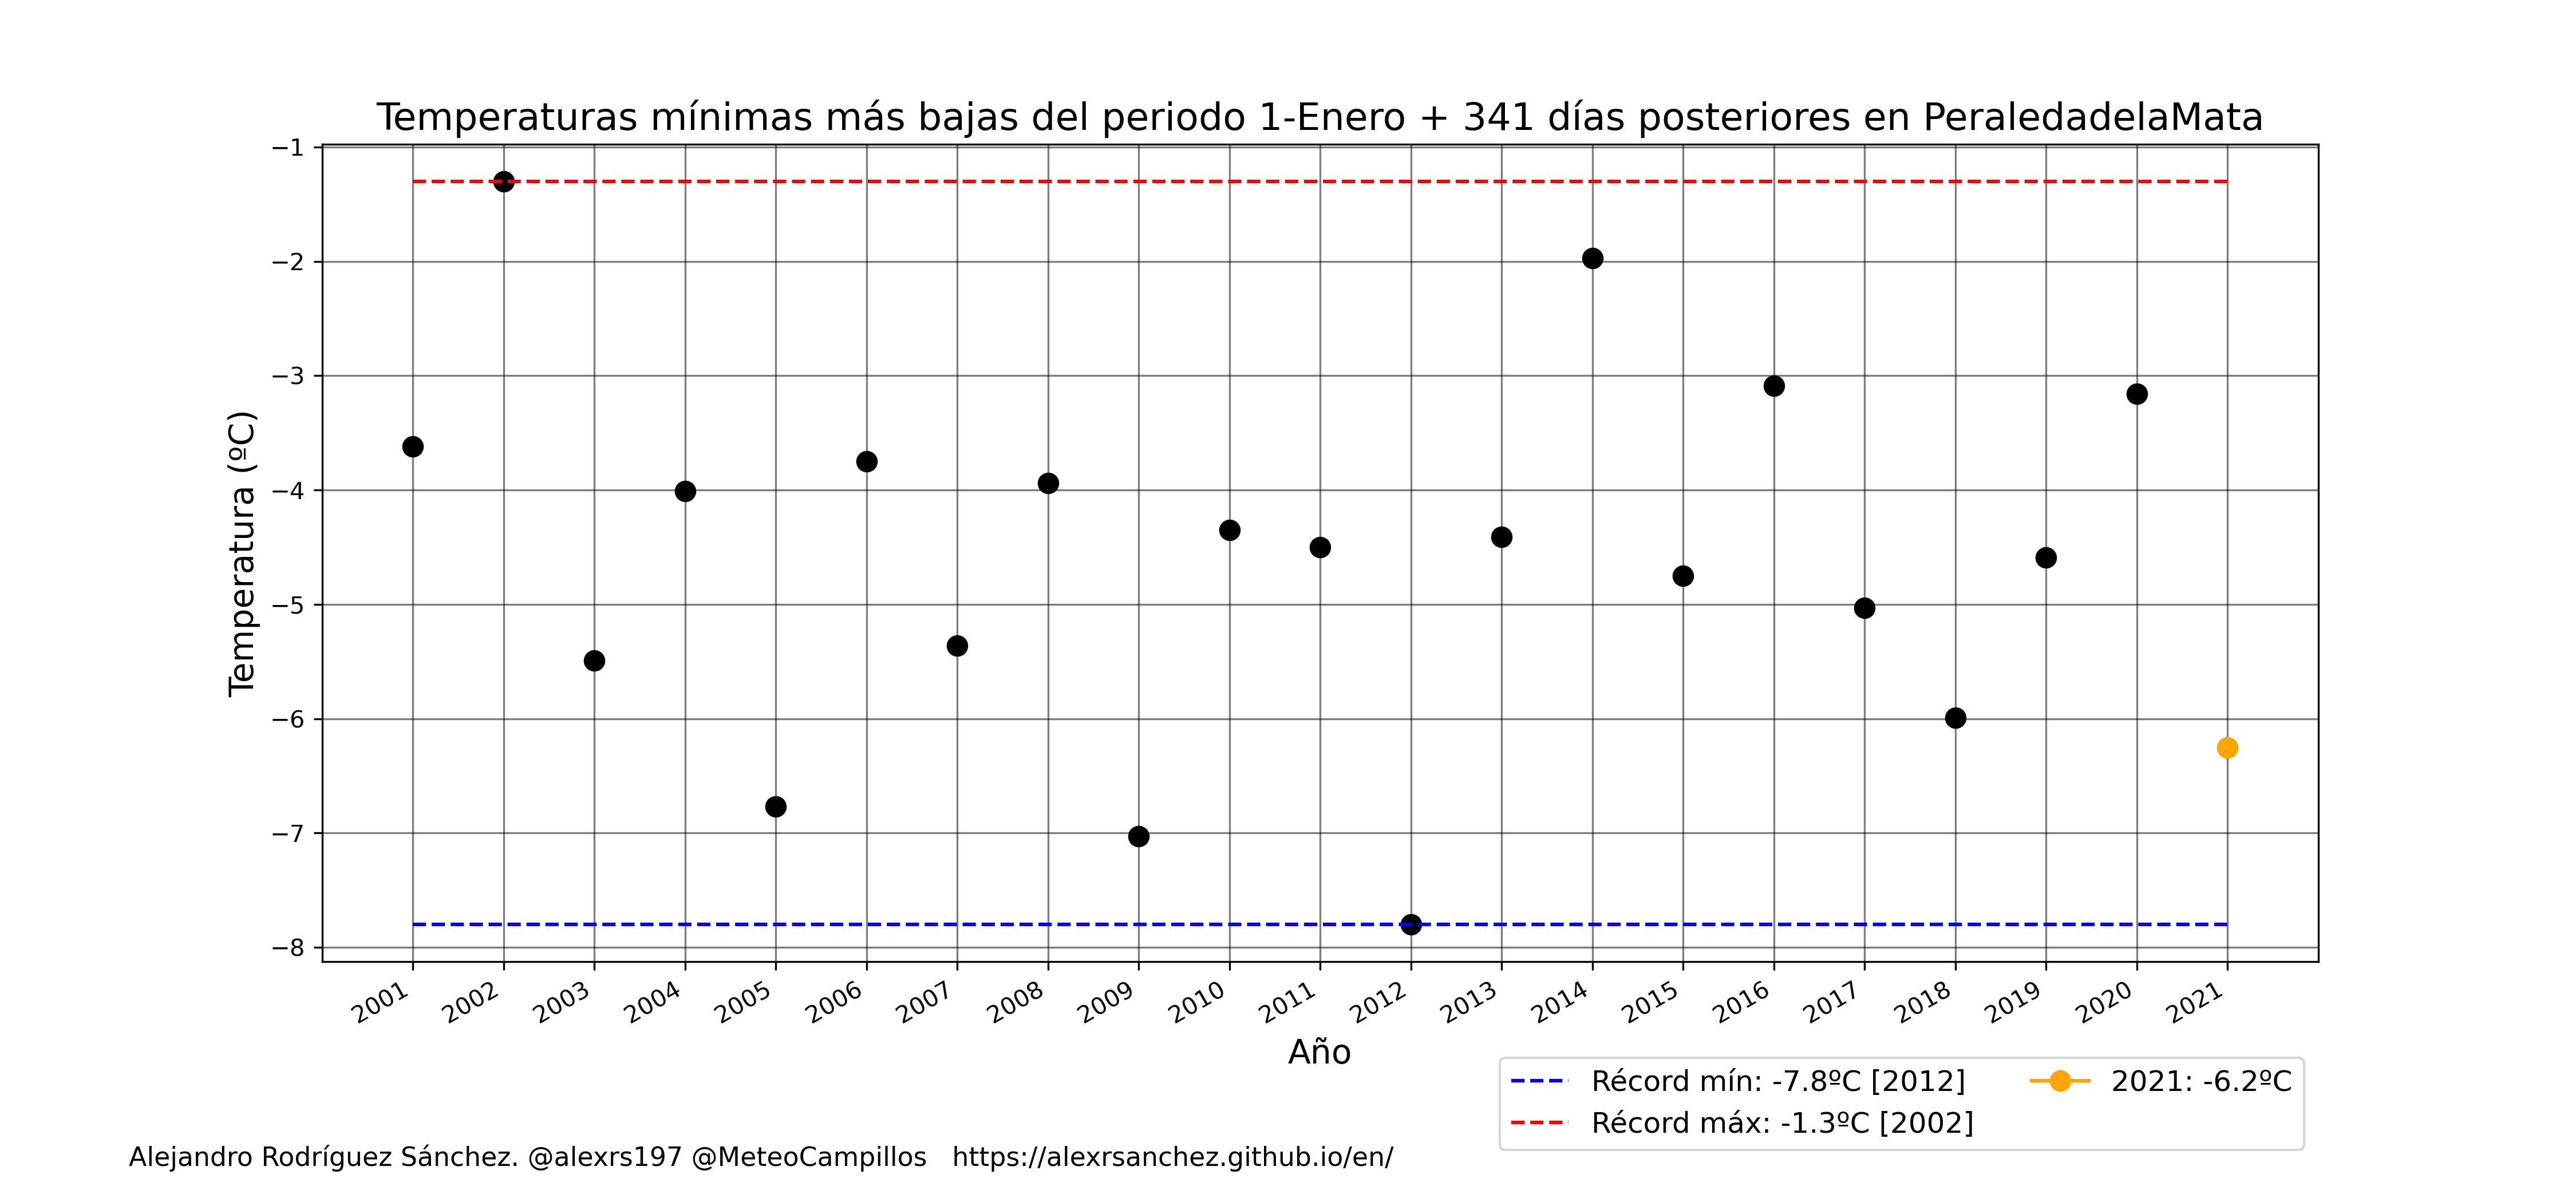 Temperaturas mínimas más bajas del periodo 1-Enero + 341 días posteriores en PeraledadelaMata
Temperatura (ºC)
−1
−2
−3
−4
−5
−6
−7
−8
2001 2002 2003 2004 2005 2006 2007 2008 2009 2010 2011 2012 2013 2014 2015 2016 2017 2018 2019 2020 2021
Año
Récord mín: -7.8ºC [2012]
Récord máx: -1.3ºC [2002]
2021: -6.2ºC
Alejandro Rodríguez Sánchez. @alexrs197 @MeteoCampillos https://alexrsanchez.github.io/en/